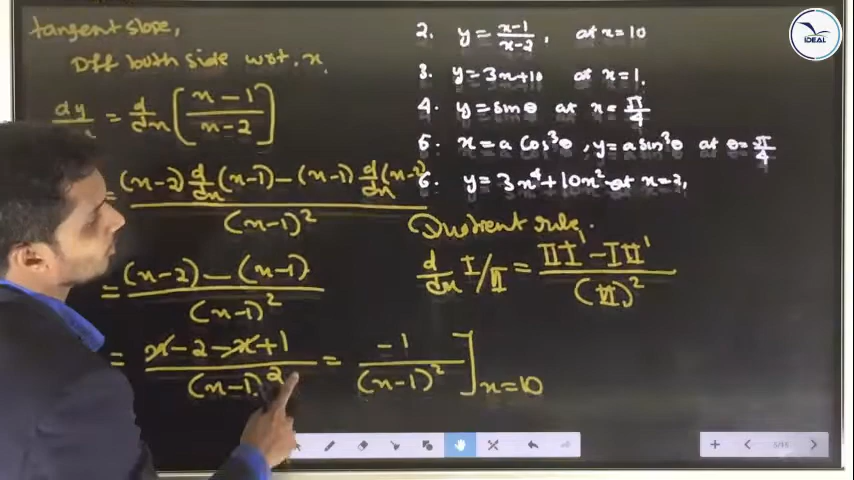 tangent slope,
Dff both side wrt. x.
dy = d/dx ( x-1 / x-2 )
= (x-2) d/dx (x-1) - (x-1) d/dx (x-2) / (x-1)²
= (x-2) - (x-1) / (x-1)²
= x-2-x+1 / (x-1)² = -1 / (x-1)² ] x=10
2. y = x-1 / x-2 , at x=10
3. y=3x+10 at x=1.
4. y=sinθ at x= π/4
5. x=a Cos³θ, y=a sin³θ at θ= π/4
6. y=3x⁴+10x² at x=2,
Quotient rule.
d/dx I/II = II I' - I II' / (II)²
IDEAL
5/15